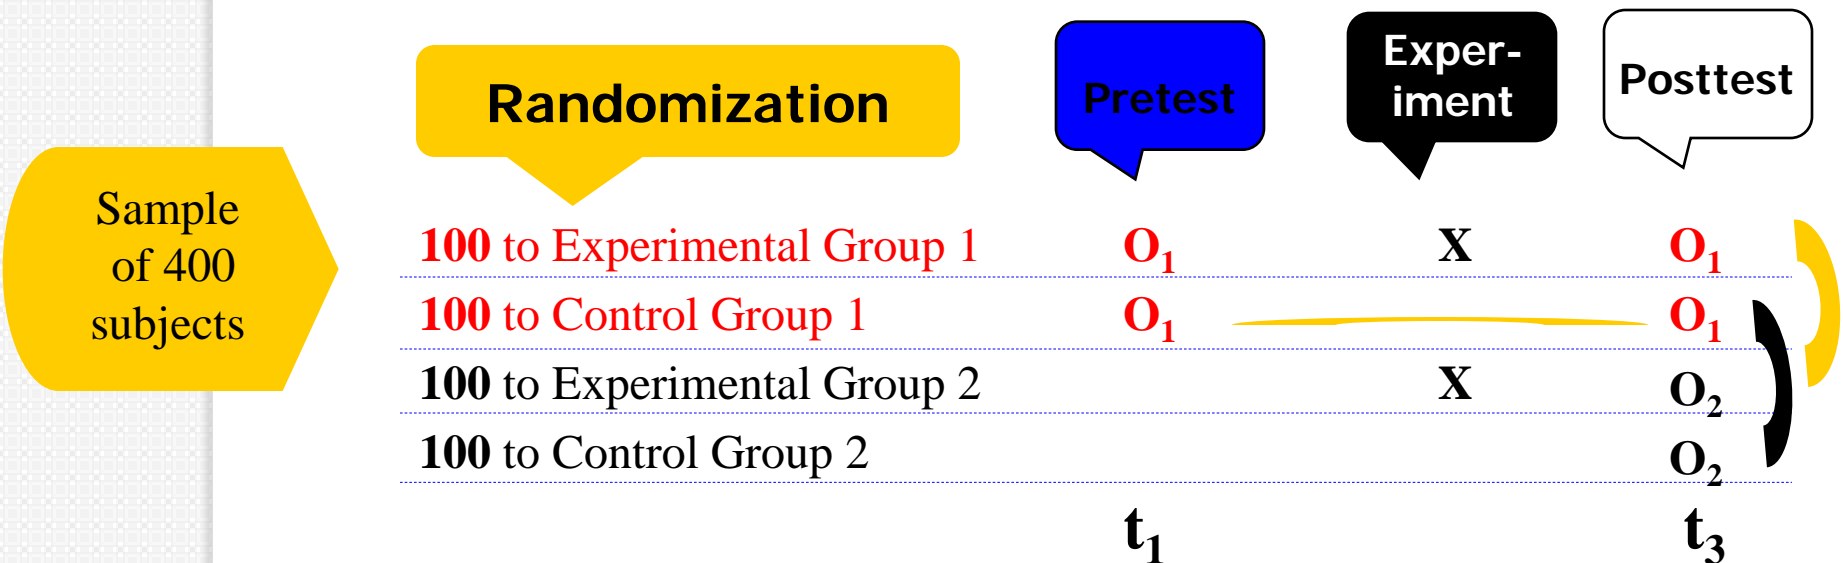 Randomization
Pretest
Exper-
iment
Posttest
Sample
of 400
subjects
100 to Experimental Group 1 O₁ X O₁
100 to Control Group 1 O₁ O₁
100 to Experimental Group 2 X O₂
100 to Control Group 2 O₂
t₁ t₃